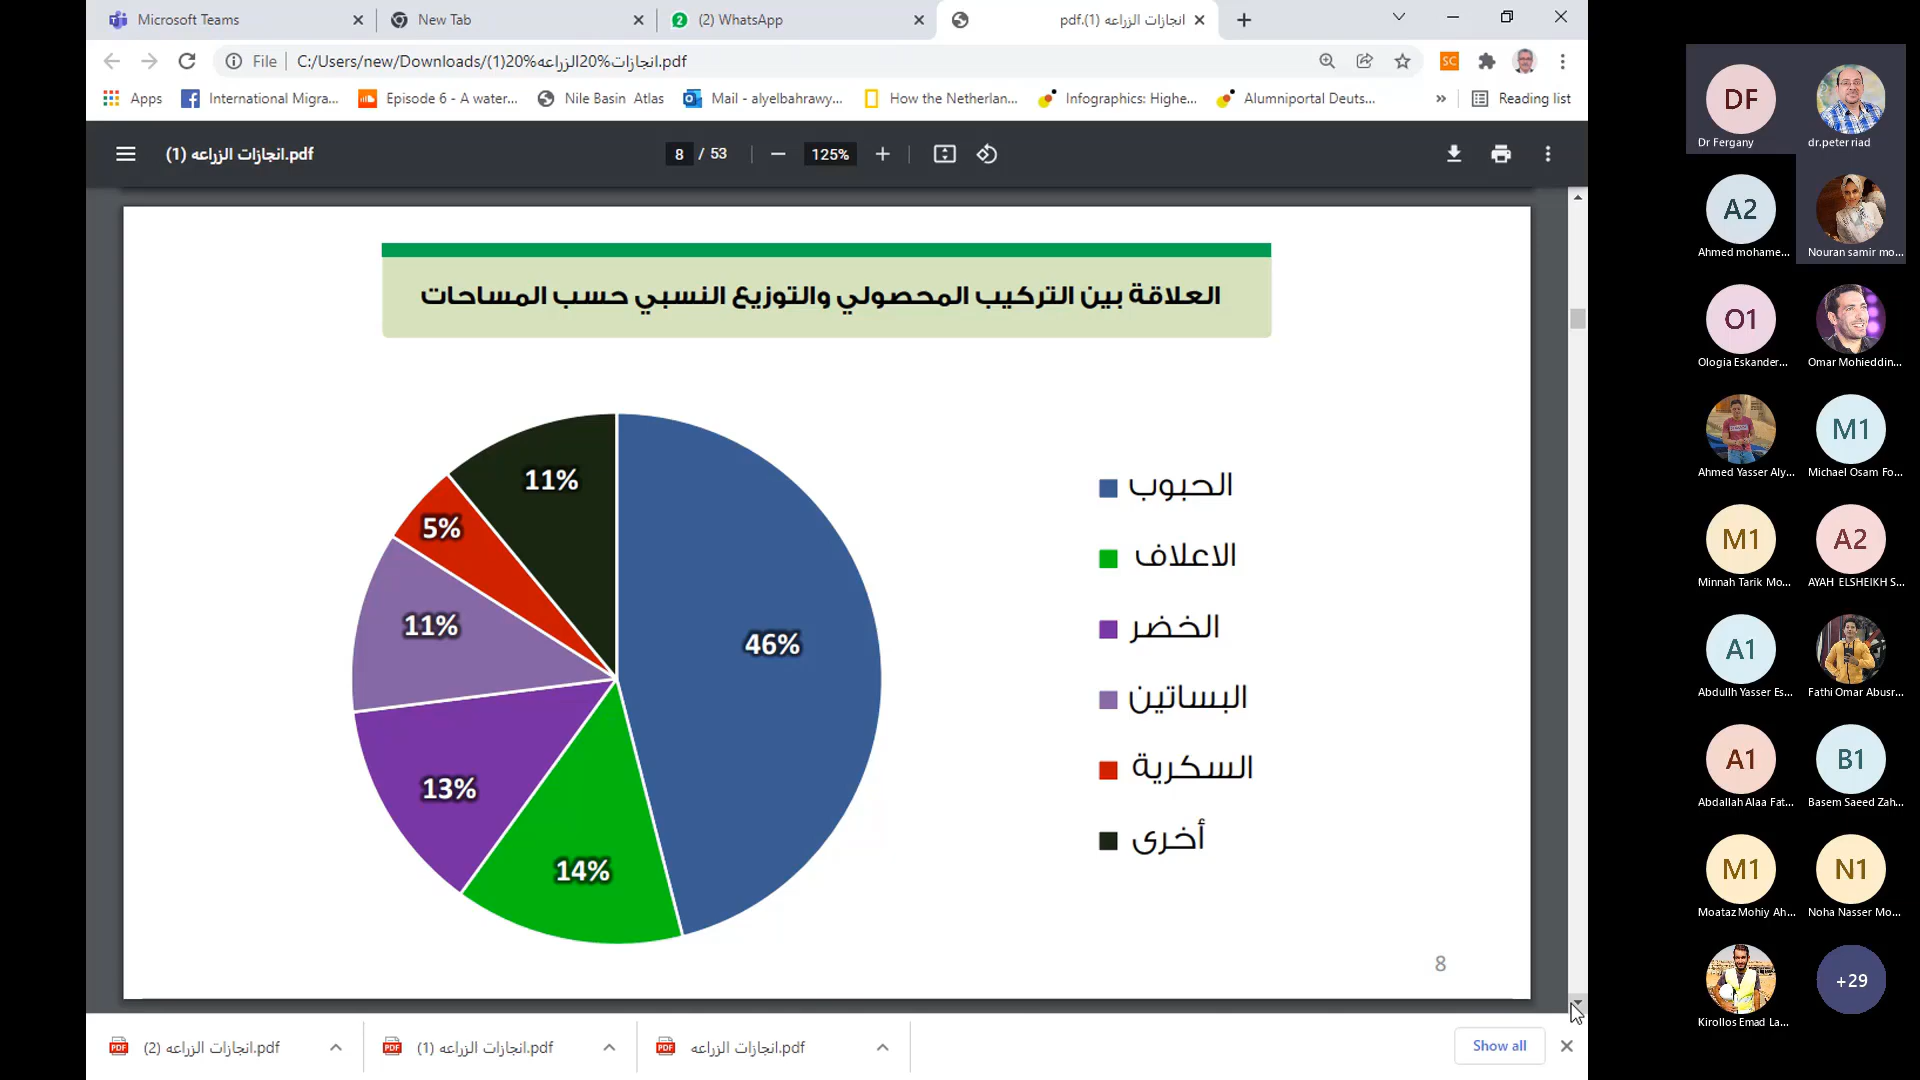 Microsoft Teams
New Tab
(2) WhatsApp
انجازات الزراعه (1).pdf
File
C:/Users/new/Downloads/انجازات%20الزراعه%20(1).pdf
Apps
International Migra...
Episode 6 - A water...
Nile Basin Atlas
Mail - alyelbahrawy...
How the Netherlan...
Infographics: Highe...
Alumniportal Deuts...
»
Reading list
SC
انجازات الزراعه (1).pdf
8 / 53
125%
العلاقة بين التركيب المحصولي والتوزيع النسبي حسب المساحات
11%
5%
11%
46%
13%
14%
الحبوب
الاعلاف
الخضر
البساتين
السكرية
أخرى
8
انجازات الزراعه (2).pdf
انجازات الزراعه (1).pdf
انجازات الزراعه.pdf
Show all
DF
Dr Fergany
dr.peter riad
A2
Ahmed mohame...
Nouran samir mo...
O1
Ologia Eskander...
Omar Mohieddin...
Ahmed Yasser Aly...
M1
Michael Osam Fo...
M1
Minnah Tarik Mo...
A2
AYAH ELSHEIKH S...
A1
Abdullh Yasser Es...
Fathi Omar Abusr...
A1
Abdallah Alaa Fat...
B1
Basem Saeed Zah...
M1
Moataz Mohiy Ah...
N1
Noha Nasser Mo...
Kirollos Emad La...
+29